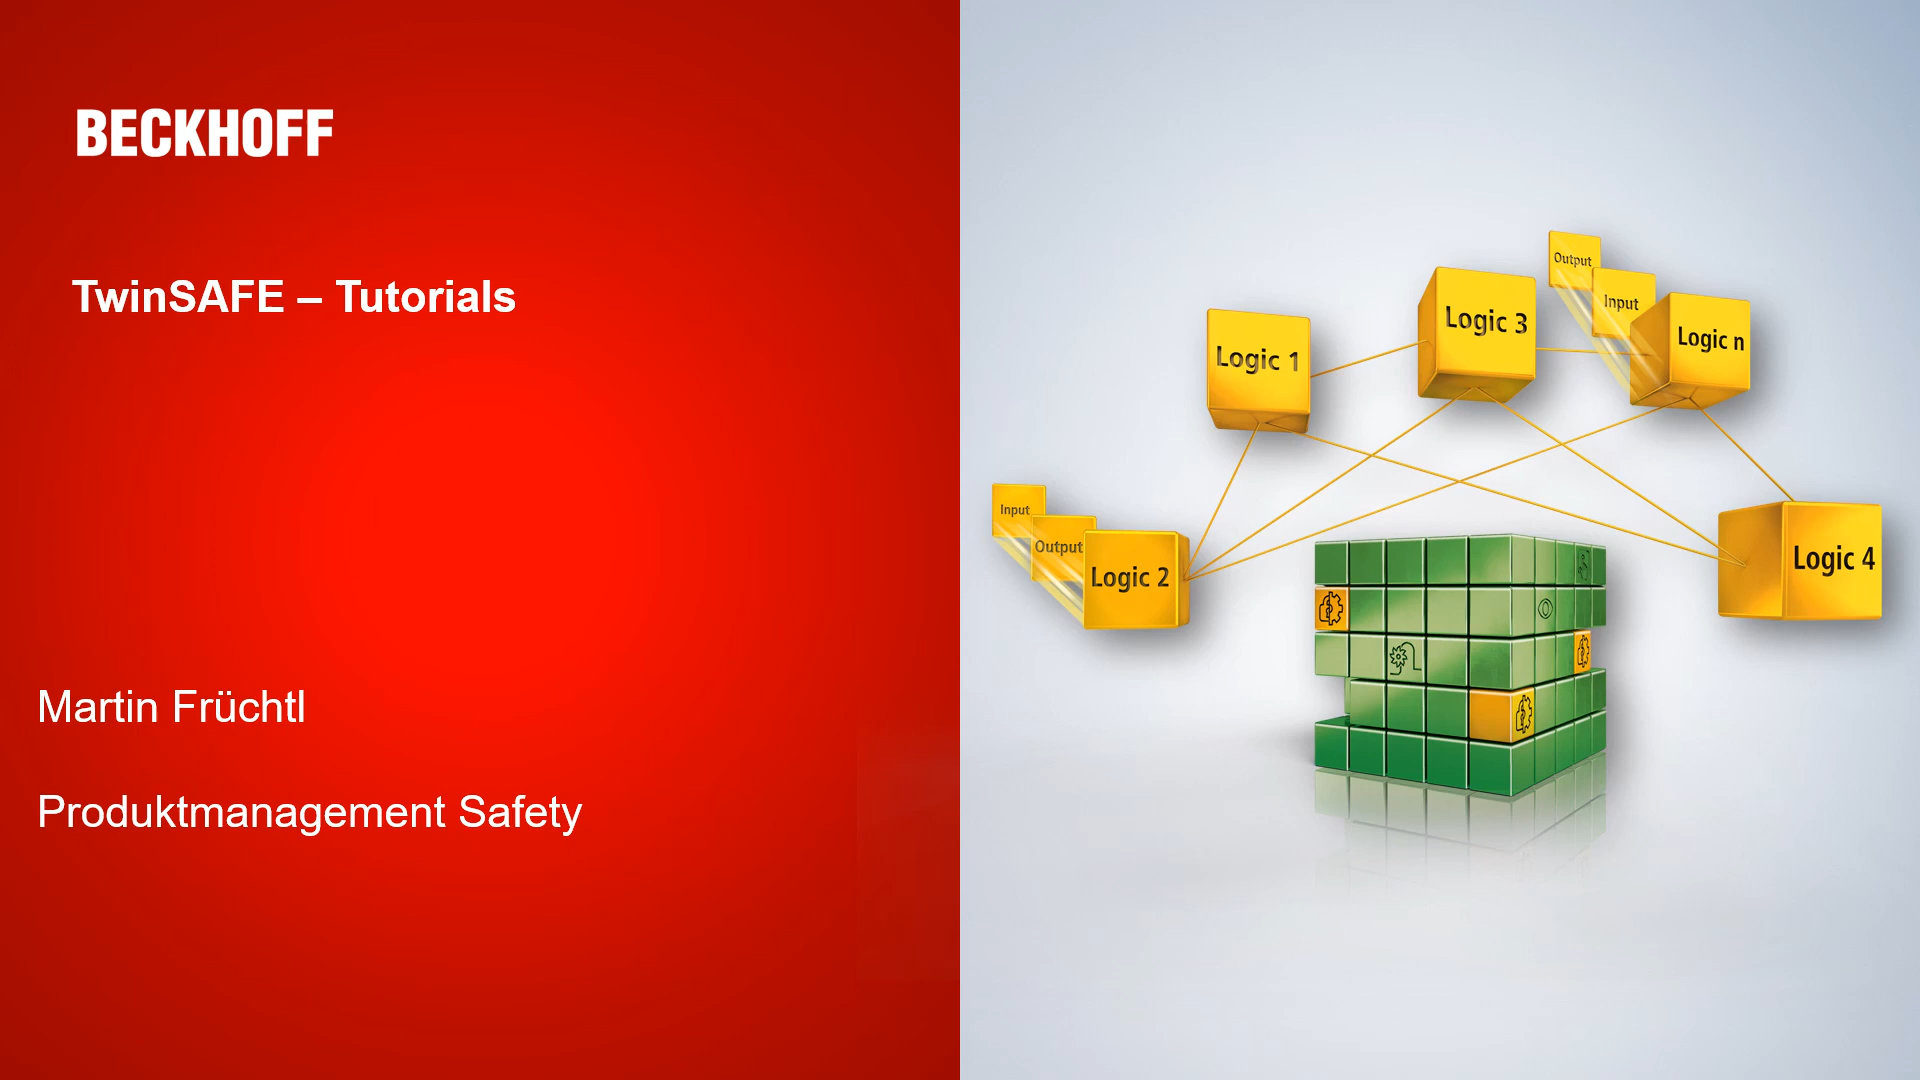 BECKHOFF
TwinSAFE – Tutorials
Martin Früchtl
Produktmanagement Safety
Output
Input
Logic 3
Logic n
Logic 1
Input
Output
Logic 2
Logic 4